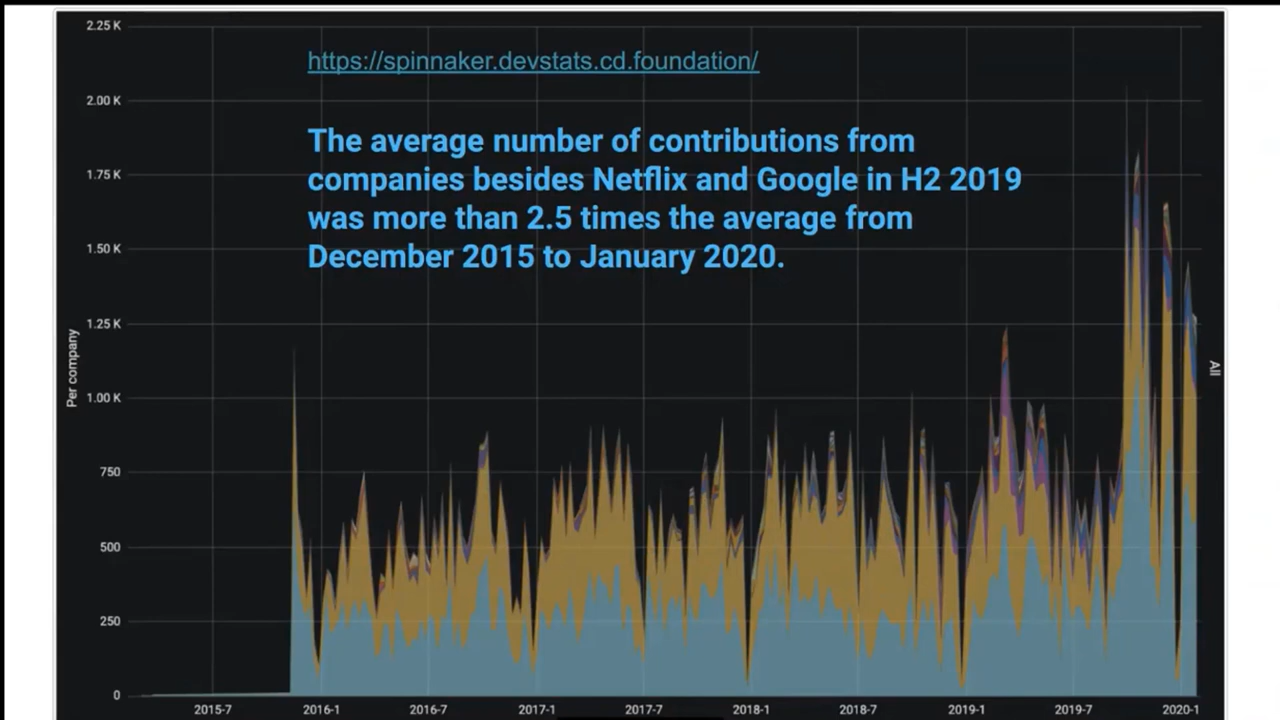 2.25 K
https://spinnaker.devstats.cd.foundation/
2.00 K
The average number of contributions from
companies besides Netflix and Google in H2 2019
was more than 2.5 times the average from
December 2015 to January 2020.
1.75 K
1.50 K
1.25 K
1.00 K
750
500
250
0
Per company
All
2015-7 2016-1 2016-7 2017-1 2017-7 2018-1 2018-7 2019-1 2019-7 2020-1